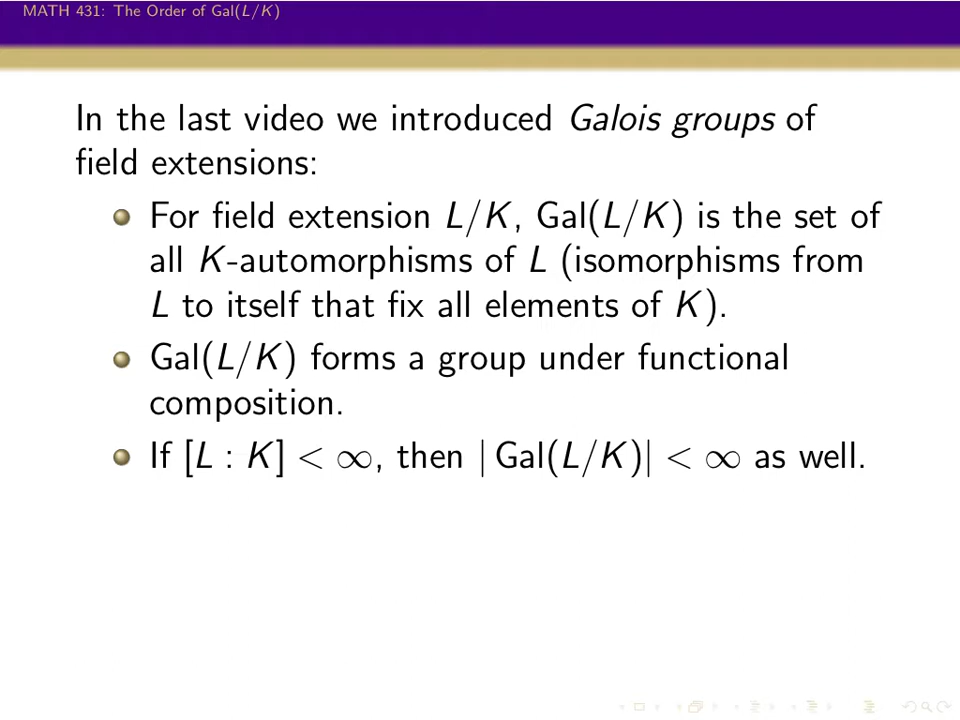 MATH 431: The Order of Gal(L/K)
In the last video we introduced Galois groups of
field extensions:
For field extension L/K, Gal(L/K) is the set of
all K-automorphisms of L (isomorphisms from
L to itself that fix all elements of K).
Gal(L/K) forms a group under functional
composition.
If [L : K] < ∞, then | Gal(L/K)| < ∞ as well.